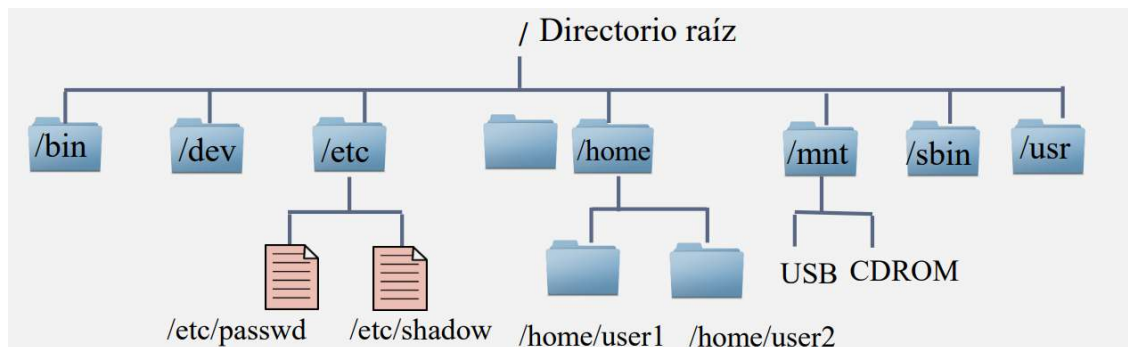 / Directorio raíz
/bin
/dev
/etc
/home
/mnt
/sbin
/usr
USB
CDROM
/etc/passwd
/etc/shadow
/home/user1
/home/user2